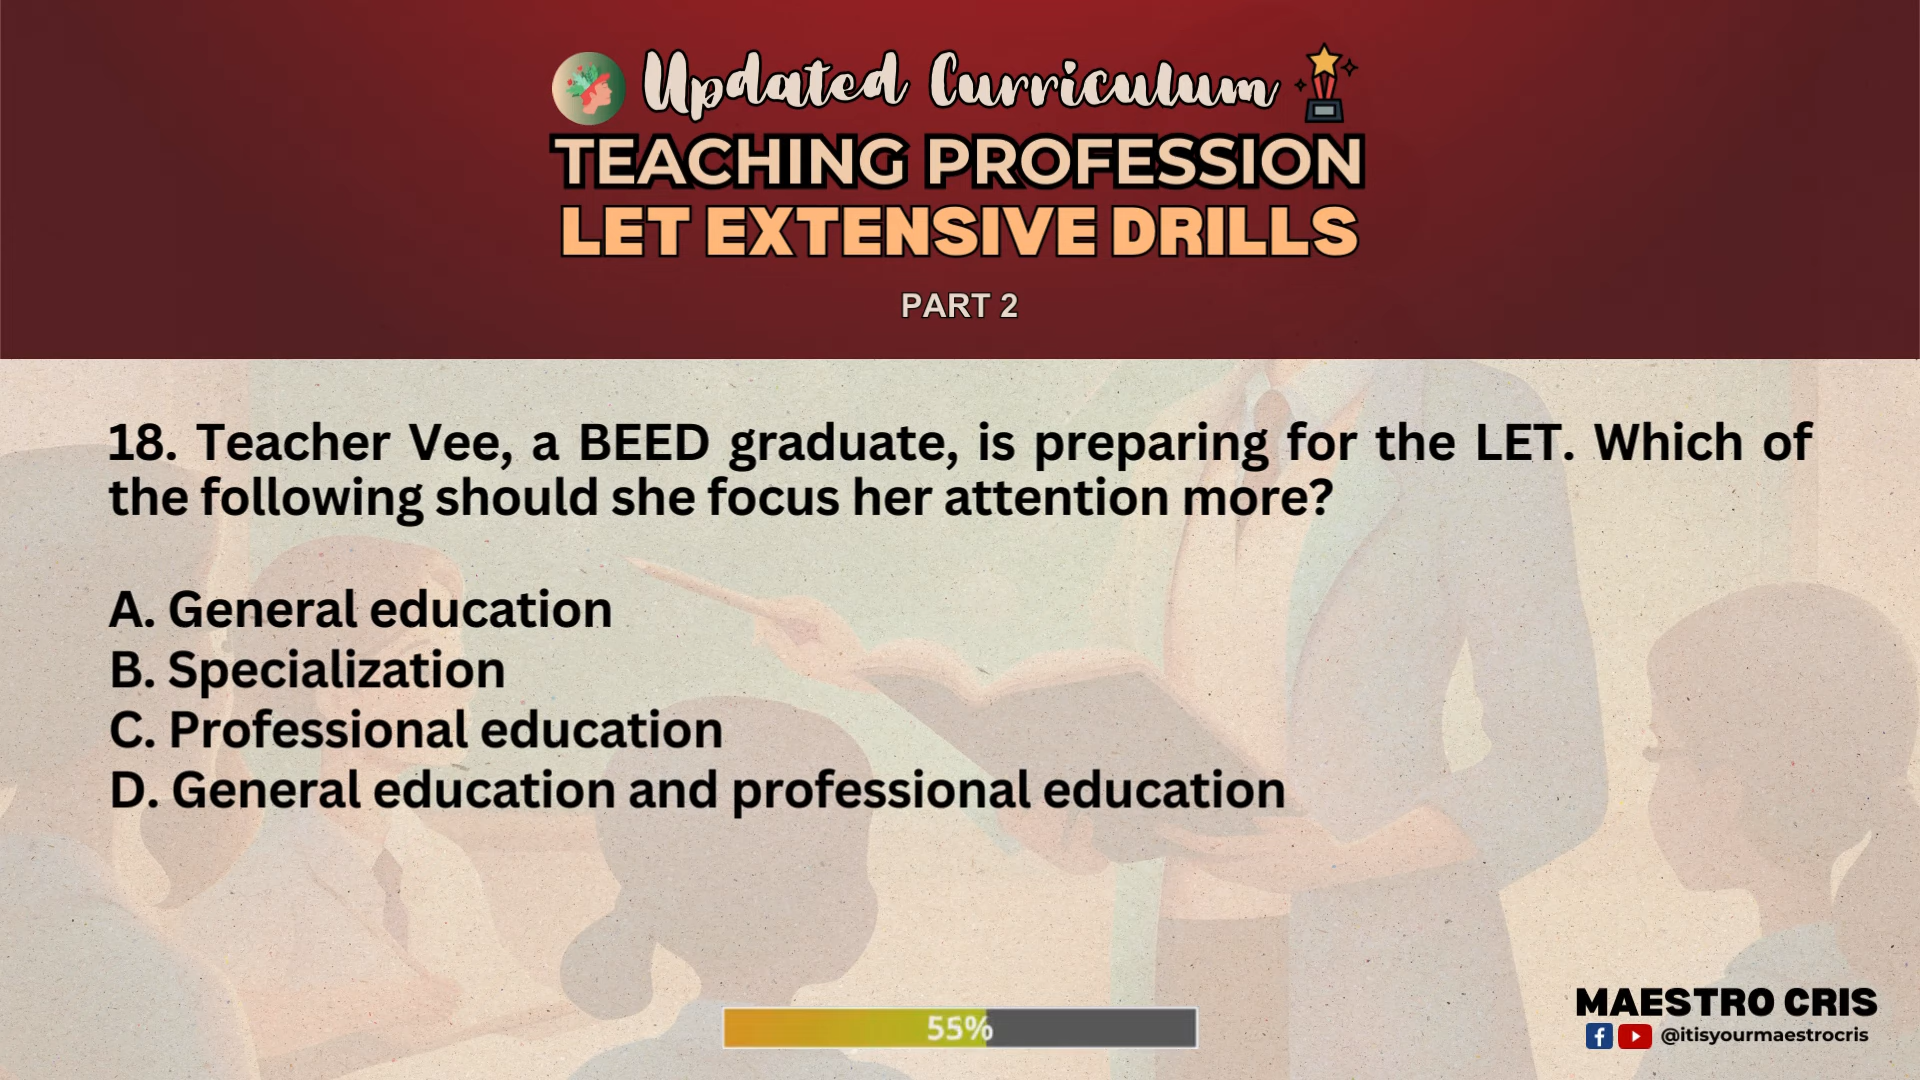 Updated Curriculum
TEACHING PROFESSION
LET EXTENSIVE DRILLS
PART 2
18. Teacher Vee, a BEED graduate, is preparing for the LET. Which of
the following should she focus her attention more?
A. General education
B. Specialization
C. Professional education
D. General education and professional education
55%
MAESTRO CRIS
@itisyourmaestrocris